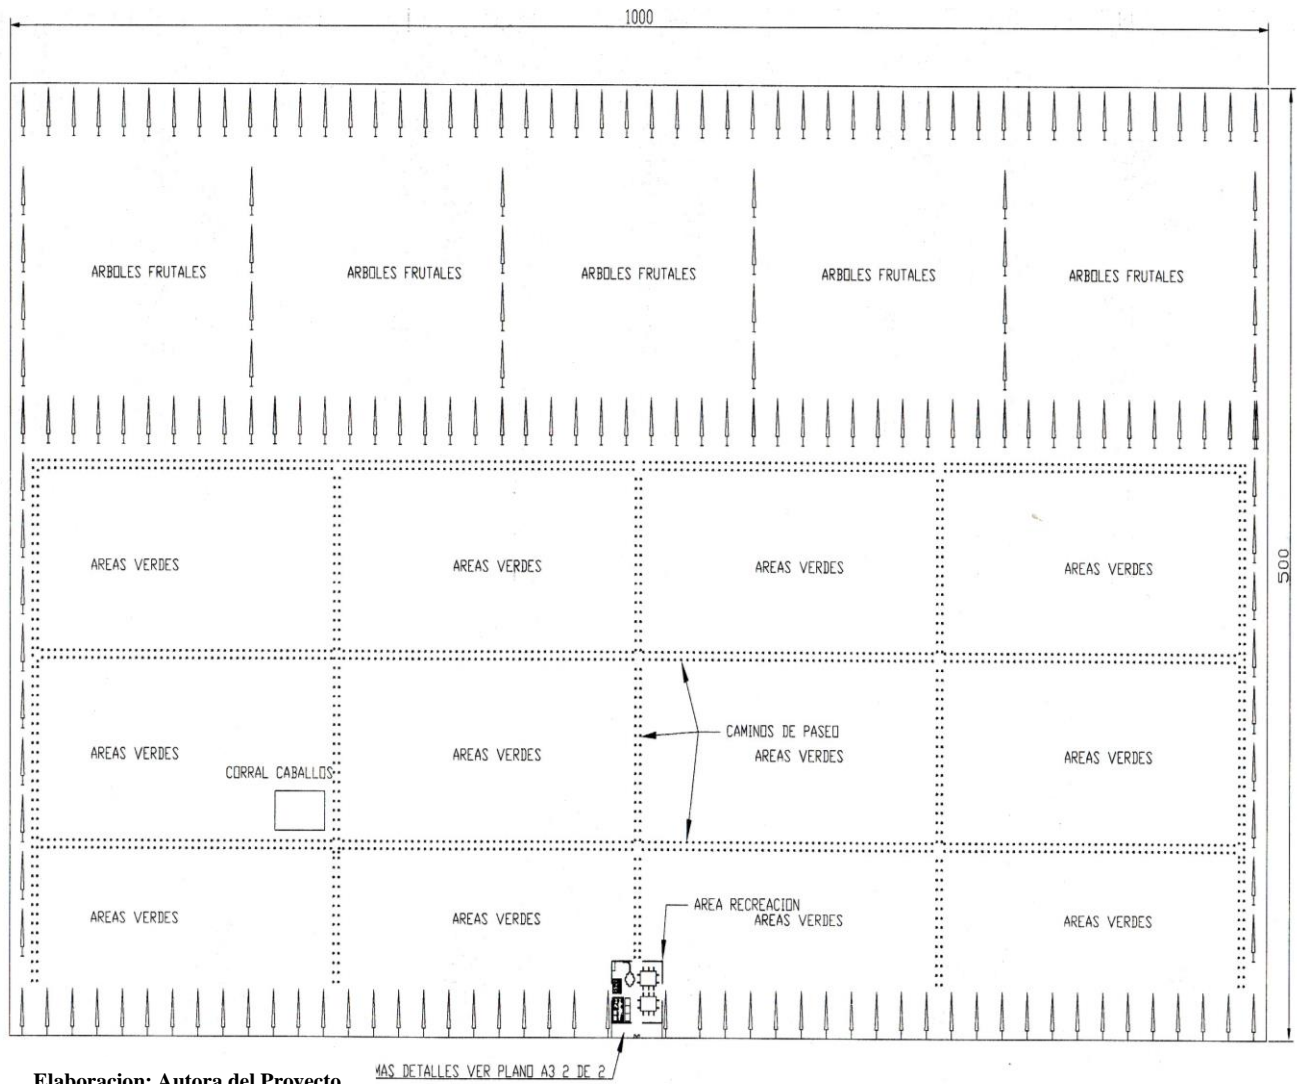 1000
ARBOLES FRUTALES
ARBOLES FRUTALES
ARBOLES FRUTALES
ARBOLES FRUTALES
ARBOLES FRUTALES
500
AREAS VERDES
AREAS VERDES
AREAS VERDES
AREAS VERDES
CAMINOS DE PASEO
AREAS VERDES
AREAS VERDES
AREAS VERDES
AREAS VERDES
CORRAL CABALLOS
AREA RECREACION
AREAS VERDES
AREAS VERDES
AREAS VERDES
AREAS VERDES
MAS DETALLES VER PLANO A3 2 DE 2
Elaboracion: Autora del Proyecto